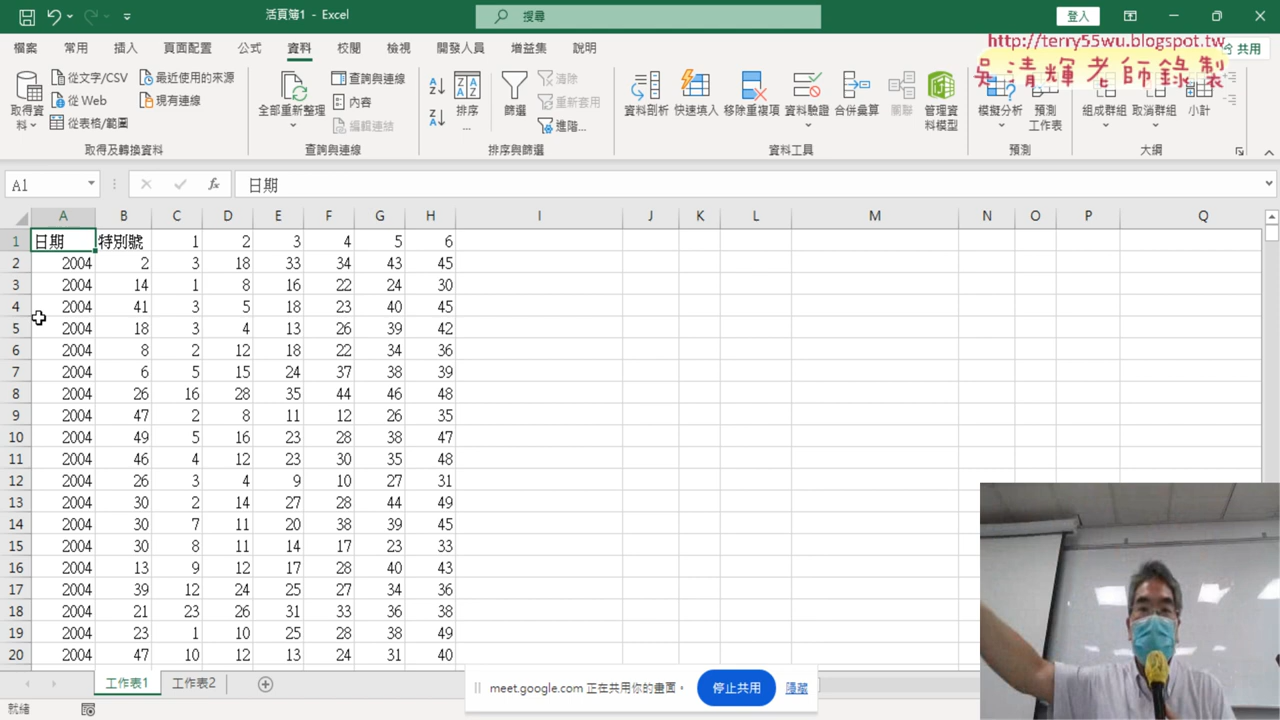 活頁簿1 - Excel
搜尋
登入
檔案 常用 插入 頁面配置 公式 資料 校閱 檢視 開發人員 增益集 說明
共用
http://terry55wu.blogspot.tw
吳清輝老師錄製
取得資料
從文字/CSV
從 Web
從表格/範圍
最近使用的來源
現有連線
取得及轉換資料
全部重新整理
查詢與連線
內容
編輯連結
查詢與連線
排序...
篩選
清除
重新套用
進階...
排序與篩選
資料剖析
快速填入
移除重複項
資料驗證
合併彙算
關聯
管理資料模型
資料工具
模擬分析
預測工作表
預測
組成群組
取消群組
小計
大綱
A1
fx
日期
A B C D E F G H I J K L M N O P Q
1 日期 特別號 1 2 3 4 5 6
2 2004 2 3 18 33 34 43 45
3 2004 14 1 8 16 22 24 30
4 2004 41 3 5 18 23 40 45
5 2004 18 3 4 13 26 39 42
6 2004 8 2 12 18 22 34 36
7 2004 6 5 15 24 37 38 39
8 2004 26 16 28 35 44 46 48
9 2004 47 2 8 11 12 26 35
10 2004 49 5 16 23 28 38 47
11 2004 46 4 12 23 30 35 48
12 2004 26 3 4 9 10 27 31
13 2004 30 2 14 27 28 44 49
14 2004 30 7 11 20 38 39 45
15 2004 30 8 11 14 17 23 33
16 2004 13 9 12 17 28 40 43
17 2004 39 12 24 25 27 34 36
18 2004 21 23 26 31 33 36 38
19 2004 23 1 10 25 28 38 49
20 2004 47 10 12 13 24 31 40
工作表1 工作表2
meet.google.com 正在共用你的畫面。
停止共用
隱藏
就緒